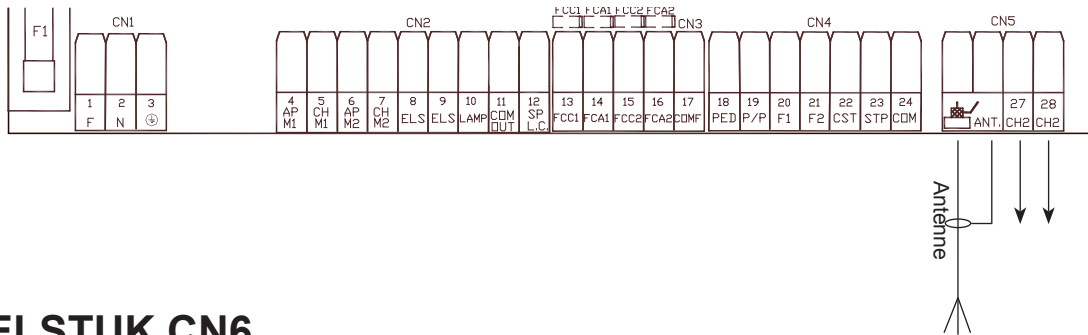 FCC1 FCA1 FCC2 FCA2
F1 CN1 CN2 CN3 CN4 CN5
1 2 3 4 5 6 7 8 9 10 11 12 13 14 15 16 17 18 19 20 21 22 23 24 27 28
F N AP M1 CH M1 AP M2 CH M2 ELS ELS LAMP COM OUT SP L.C. FCC1 FCA1 FCC2 FCA2 COMF PED P/P F1 F2 CST STP COM ANT. CH2 CH2
Antenne
ELSTUK CN6